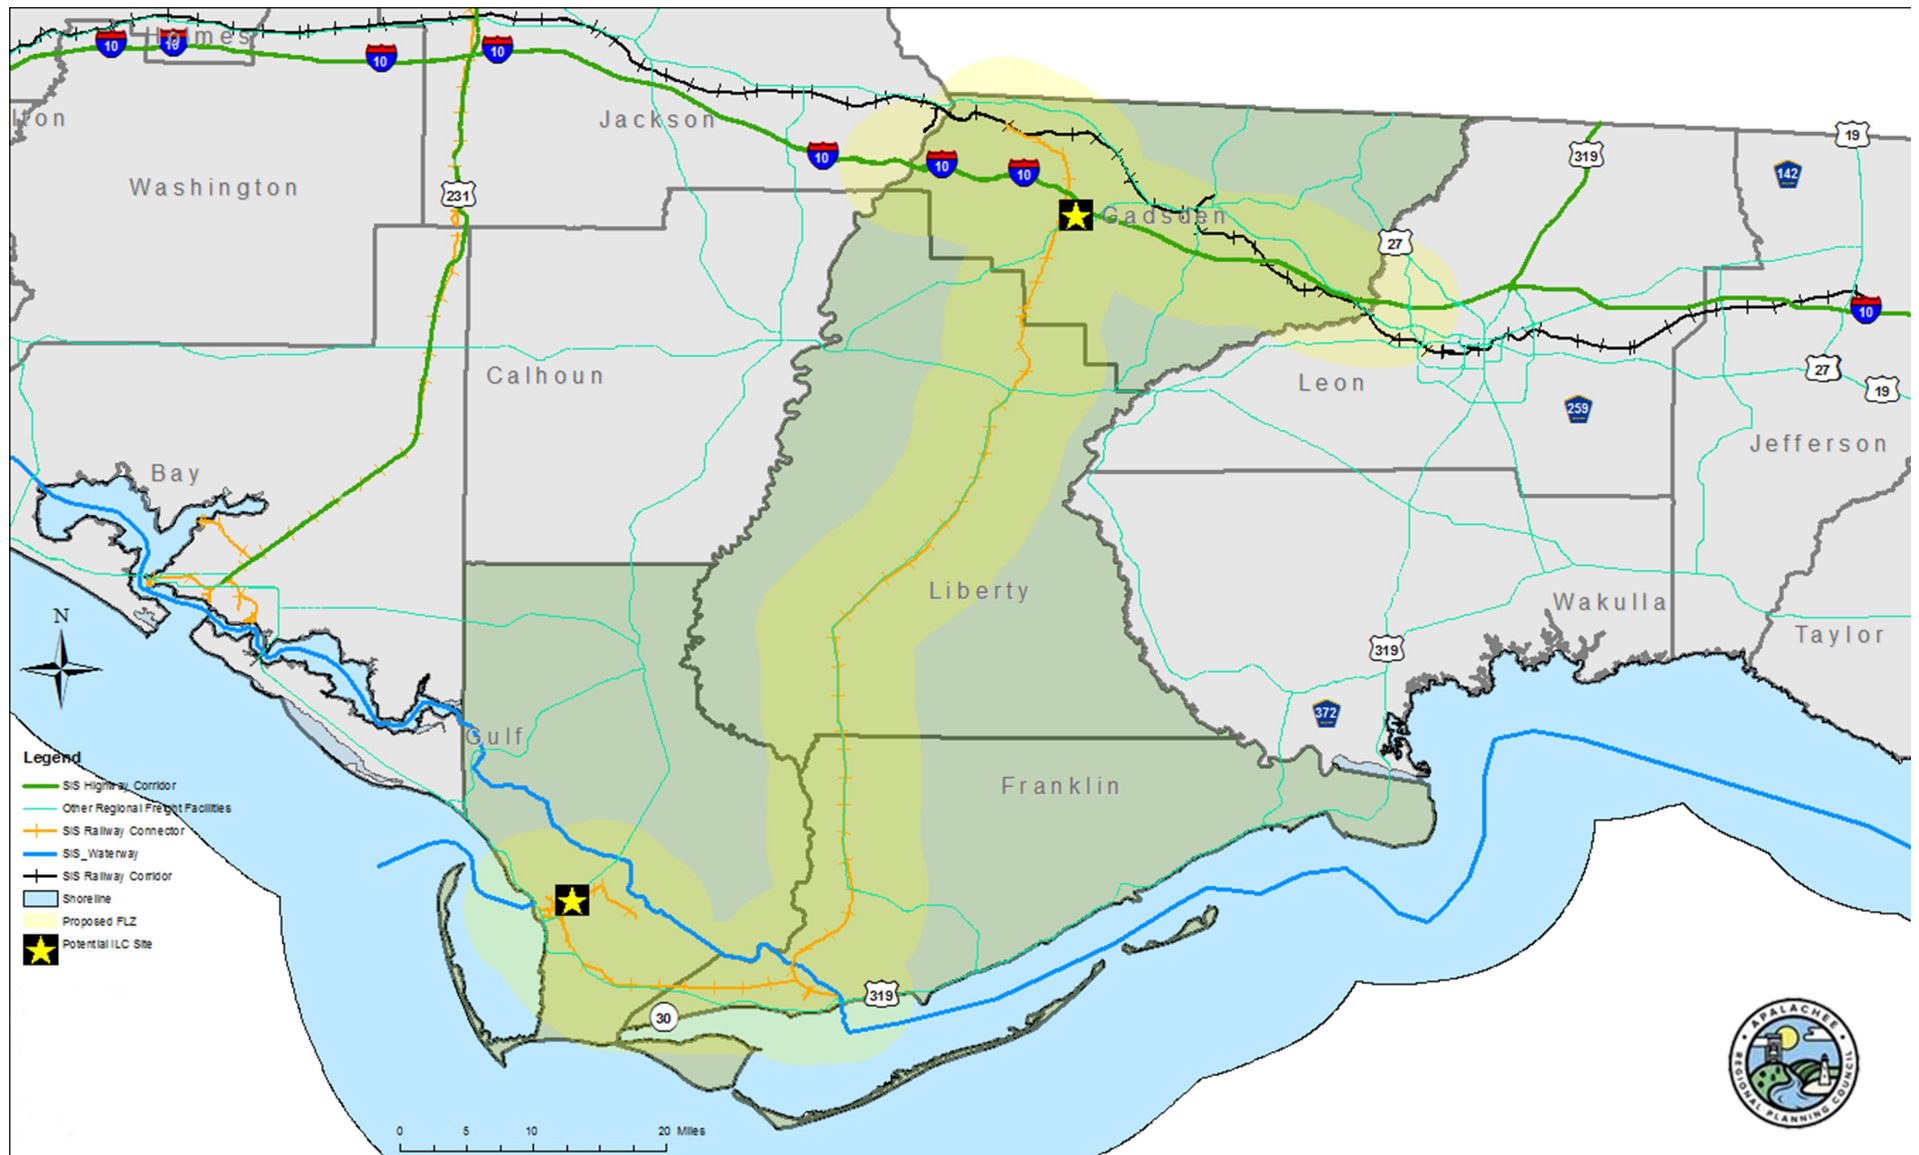 Holmes
10
10
10
10
lton
Jackson
19
319
142
Washington
10
10
10
231
Gadsden
27
10
Calhoun
Leon
27
19
259
Jefferson
Bay
Liberty
Wakulla
Taylor
N
319
372
Gulf
Franklin
Legend
SIS Highway Corridor
Other Regional Freight Facilities
SIS Railway Connector
SIS_Waterway
SIS Railway Corridor
Shoreline
Proposed FLZ
Potential ILC Site
319
30
APALACHEE
REGIONAL PLANNING COUNCIL
0 5 10 20 Miles